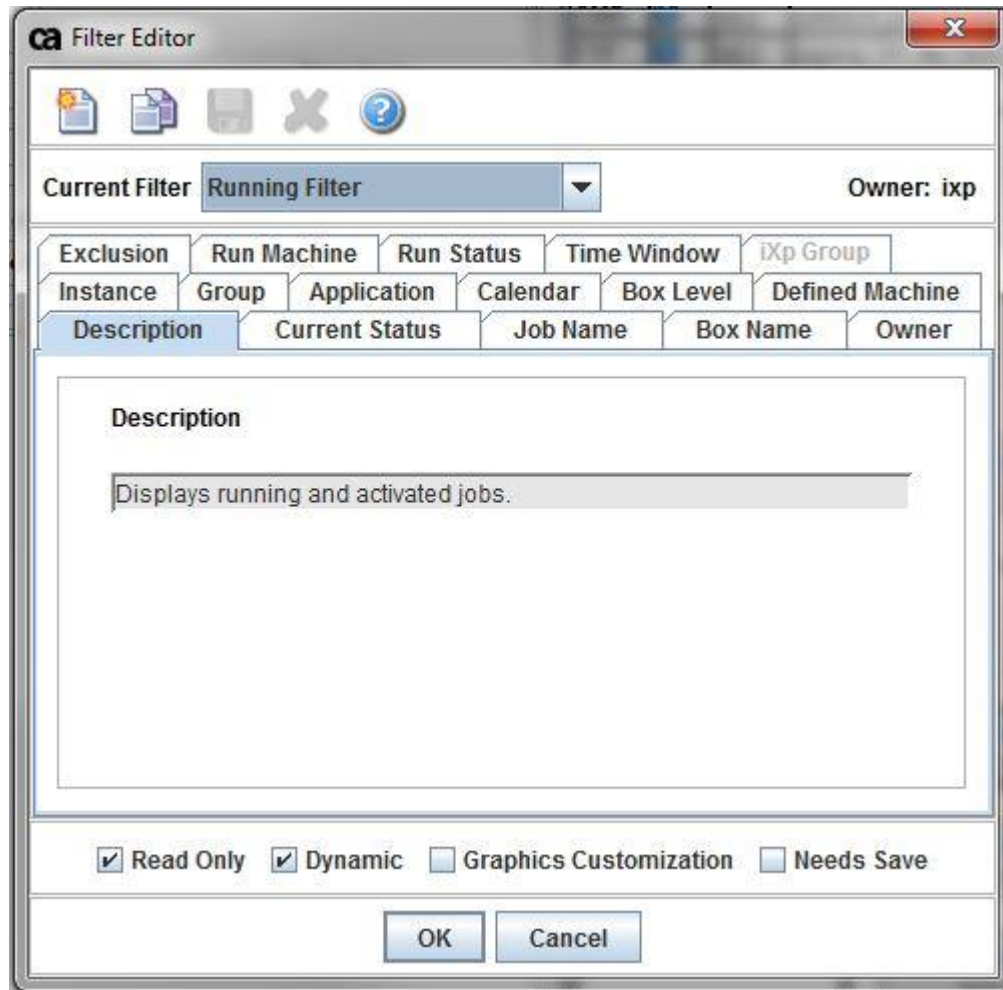 ca Filter Editor
Current Filter Running Filter Owner: ixp
Exclusion Run Machine Run Status Time Window iXp Group
Instance Group Application Calendar Box Level Defined Machine
Description Current Status Job Name Box Name Owner
Description
Displays running and activated jobs.
Read Only Dynamic Graphics Customization Needs Save
OK Cancel